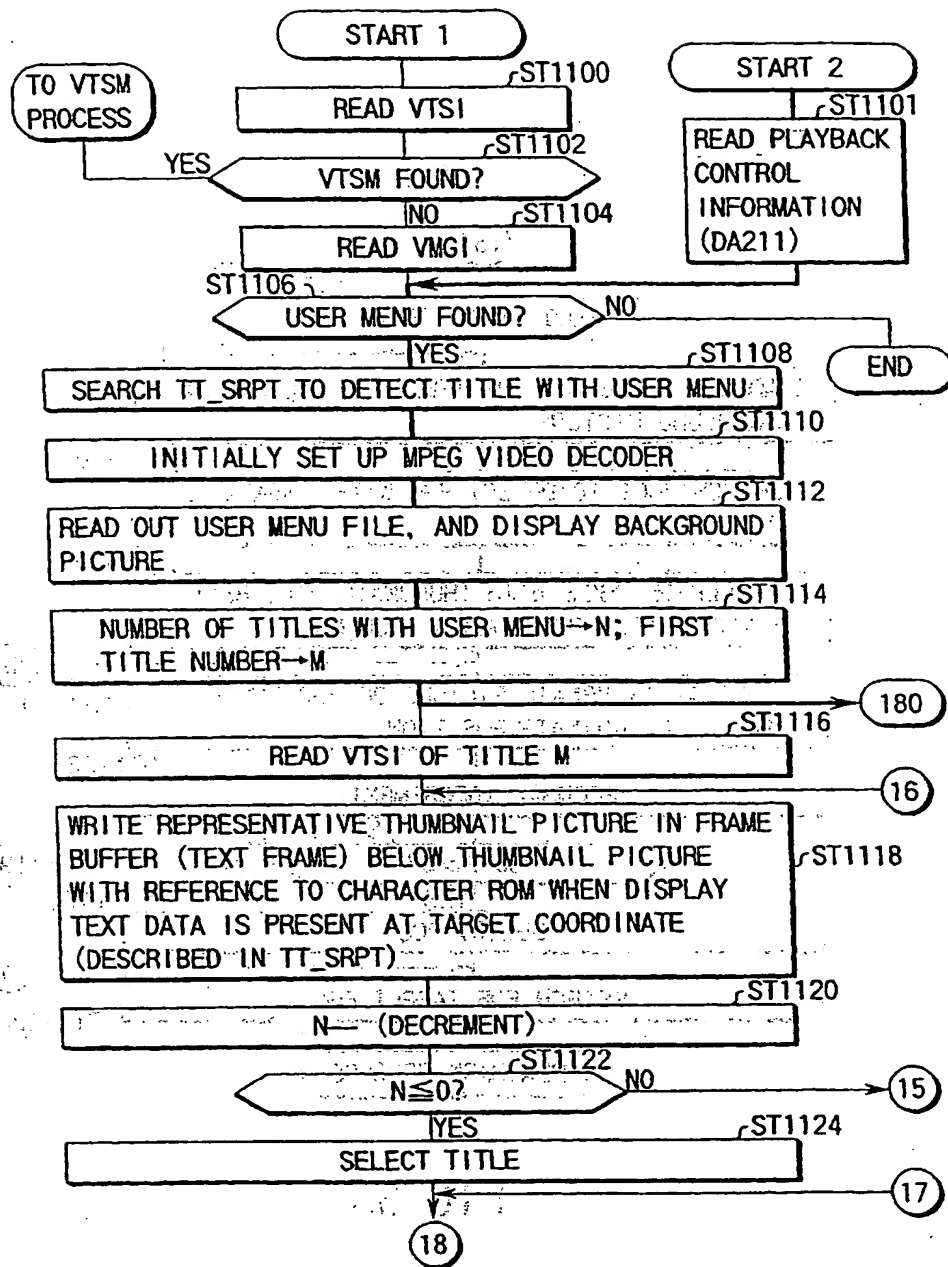 START 1
ST1100
READ VTSI
TO VTSM
PROCESS
START 2
ST1101
READ PLAYBACK
CONTROL
INFORMATION
(DA211)
ST1102
YES
VTSM FOUND?
NO
ST1104
READ VMGI
ST1106
USER MENU FOUND?
NO
END
YES
ST1108
SEARCH TT_SRPT TO DETECT TITLE WITH USER MENU
ST1110
INITIALLY SET UP MPEG VIDEO DECODER
ST1112
READ OUT USER MENU FILE, AND DISPLAY BACKGROUND
PICTURE
ST1114
NUMBER OF TITLES WITH USER MENU→N; FIRST
TITLE NUMBER→M
180
ST1116
READ VTSI OF TITLE M
16
WRITE REPRESENTATIVE THUMBNAIL PICTURE IN FRAME
BUFFER (TEXT FRAME) BELOW THUMBNAIL PICTURE
WITH REFERENCE TO CHARACTER ROM WHEN DISPLAY
TEXT DATA IS PRESENT AT TARGET COORDINATE
(DESCRIBED IN TT_SRPT)
ST1118
ST1120
N— (DECREMENT)
ST1122
N≦0?
NO
15
YES
ST1124
SELECT TITLE
17
18